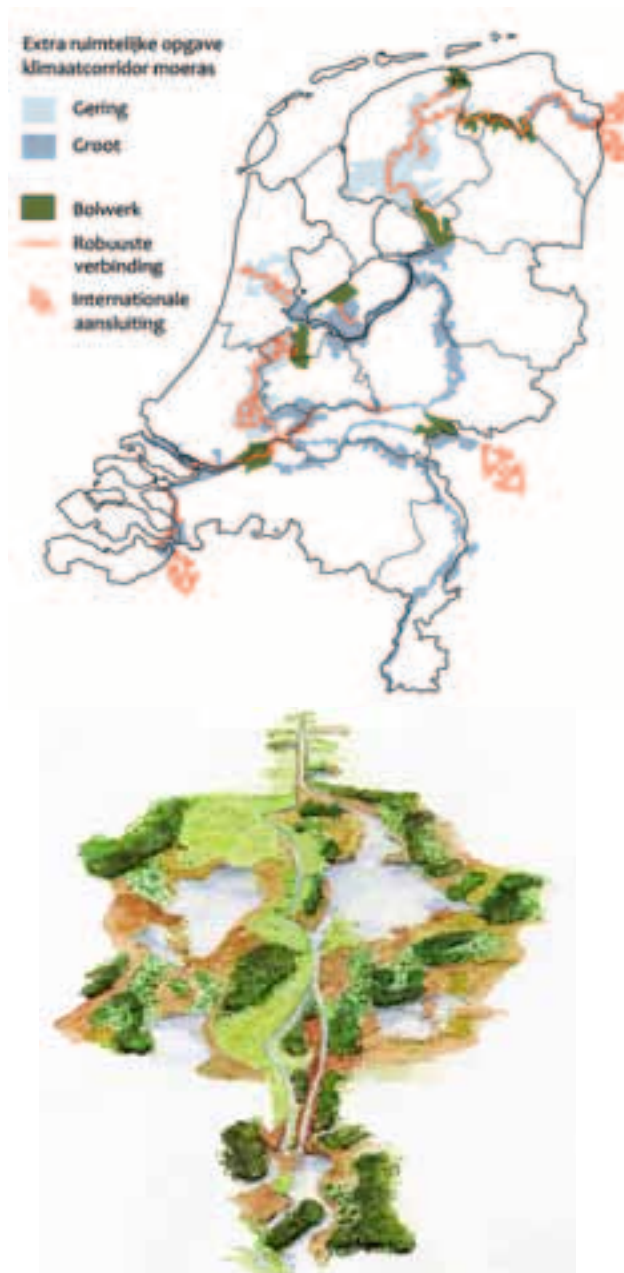 Extra ruimtelijke opgave
klimaatcorridor moeras
Gering
Groot
Bolwerk
Robuuste
verbinding
Internationale
aansluiting